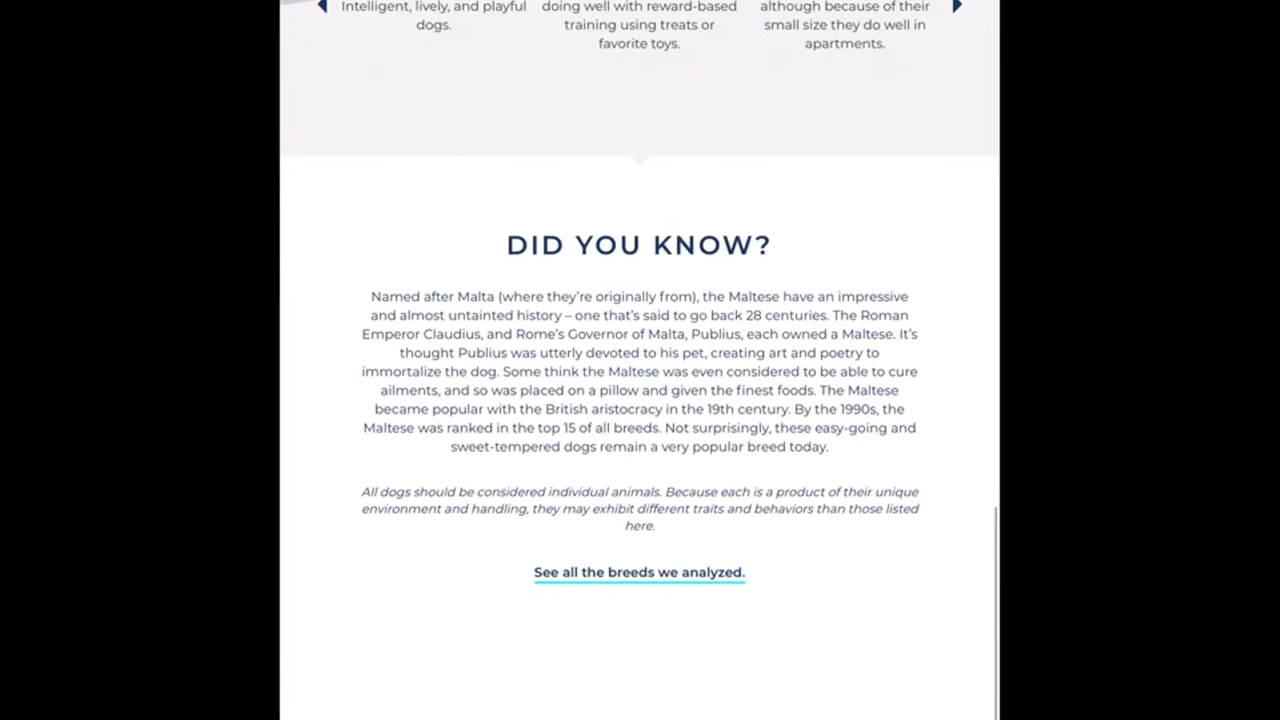 Intelligent, lively, and playful
dogs.
doing well with reward-based
training using treats or
favorite toys.
although because of their
small size they do well in
apartments.
DID YOU KNOW?
Named after Malta (where they’re originally from), the Maltese have an impressive
and almost untainted history – one that’s said to go back 28 centuries. The Roman
Emperor Claudius, and Rome’s Governor of Malta, Publius, each owned a Maltese. It’s
thought Publius was utterly devoted to his pet, creating art and poetry to
immortalize the dog. Some think the Maltese was even considered to be able to cure
ailments, and so was placed on a pillow and given the finest foods. The Maltese
became popular with the British aristocracy in the 19th century. By the 1990s, the
Maltese was ranked in the top 15 of all breeds. Not surprisingly, these easy-going and
sweet-tempered dogs remain a very popular breed today.
All dogs should be considered individual animals. Because each is a product of their unique
environment and handling, they may exhibit different traits and behaviors than those listed
here.
See all the breeds we analyzed.